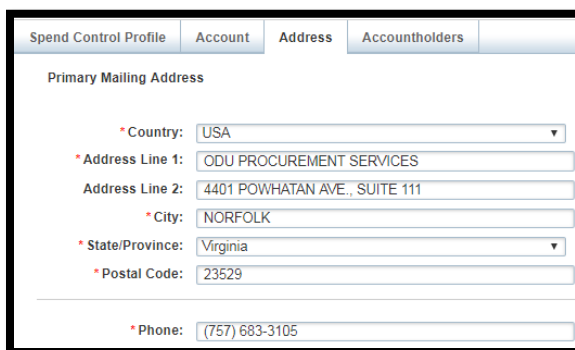 Spend Control Profile Account Address Accountholders
Primary Mailing Address
* Country: USA
* Address Line 1: ODU PROCUREMENT SERVICES
Address Line 2: 4401 POWHATAN AVE., SUITE 111
* City: NORFOLK
* State/Province: Virginia
* Postal Code: 23529
* Phone: (757) 683-3105